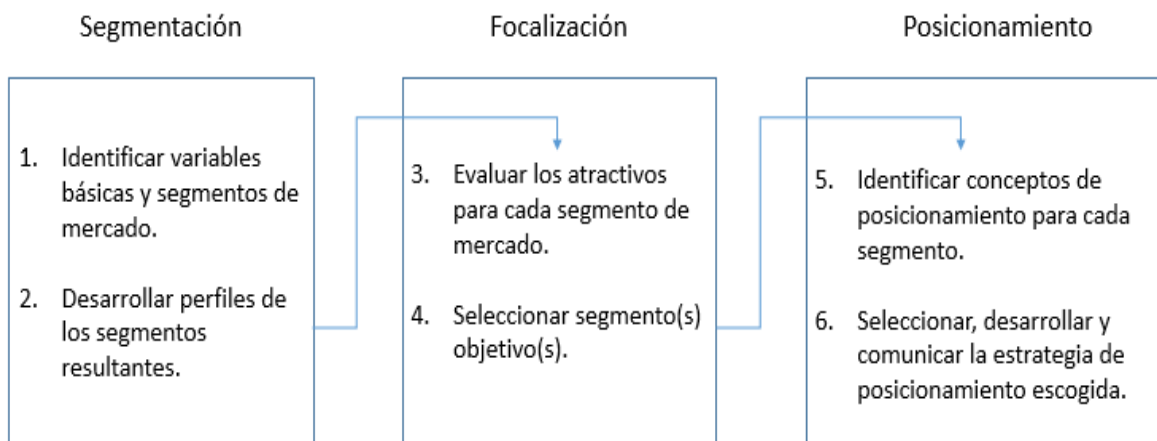 Segmentación
Focalización
Posicionamiento
1. Identificar variables
básicas y segmentos de
mercado.
2. Desarrollar perfiles de
los segmentos
resultantes.
3. Evaluar los atractivos
para cada segmento de
mercado.
4. Seleccionar segmento(s)
objetivo(s).
5. Identificar conceptos de
posicionamiento para cada
segmento.
6. Seleccionar, desarrollar y
comunicar la estrategia de
posicionamiento escogida.